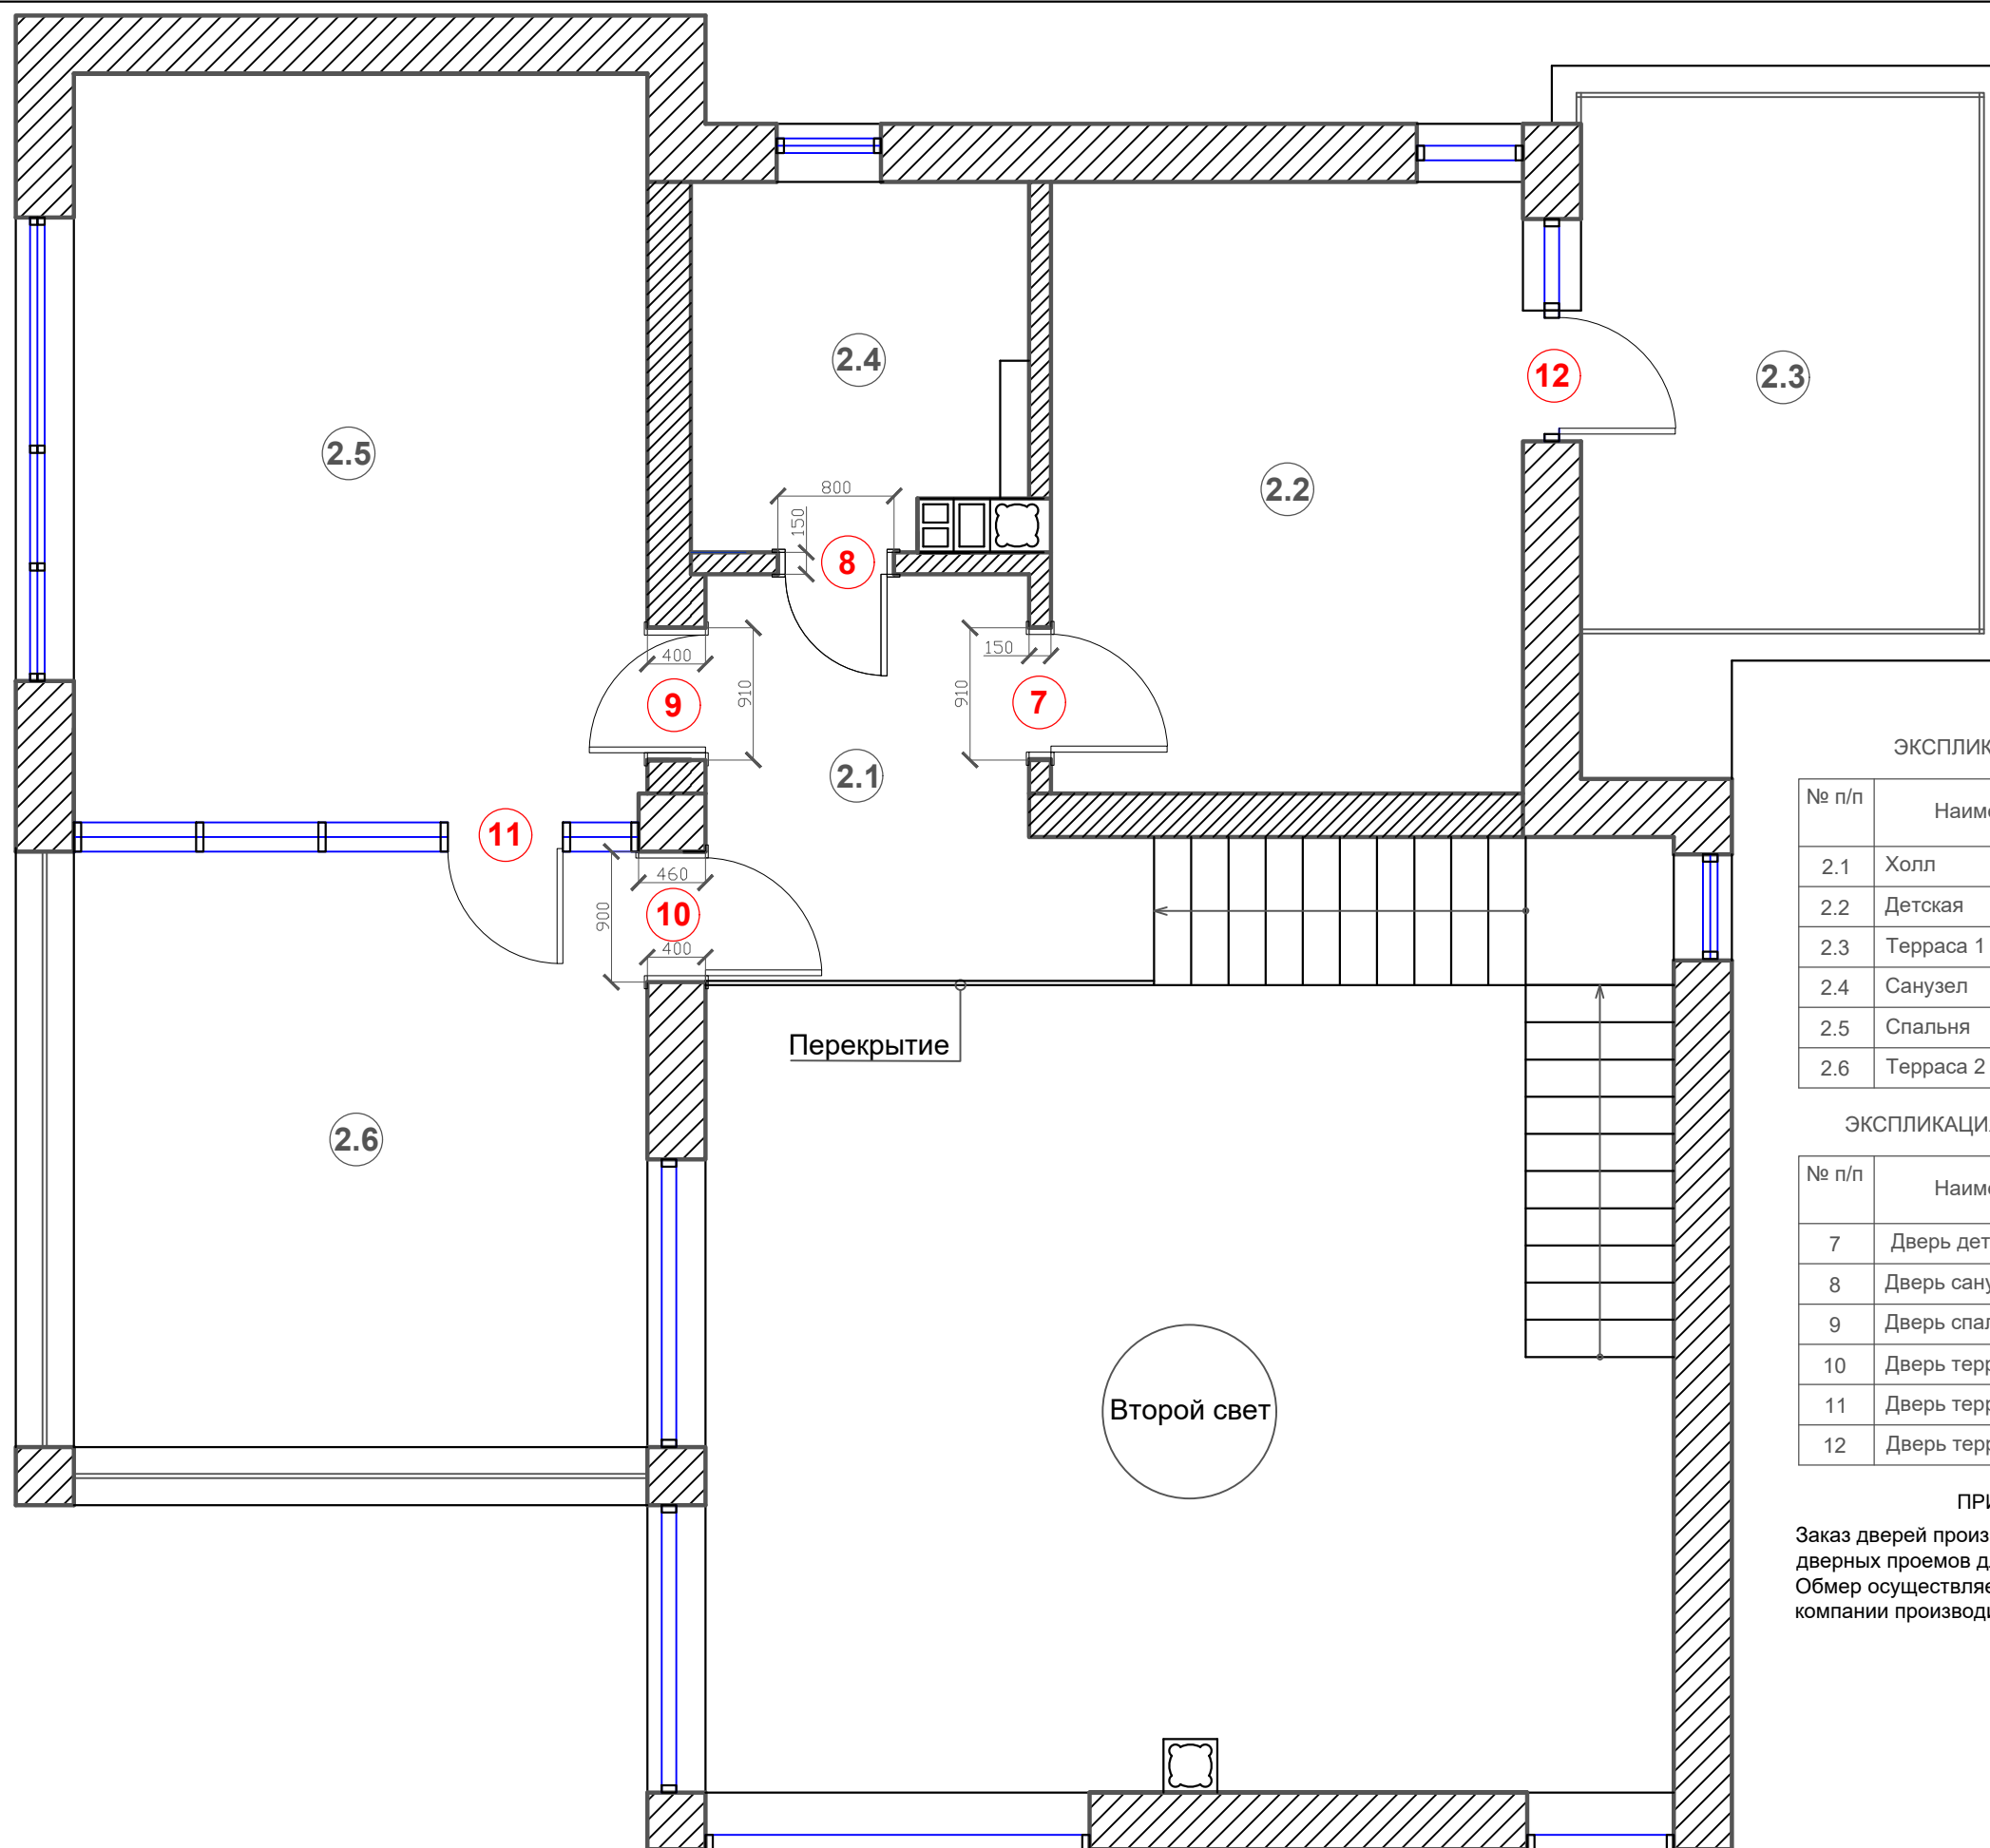 2.4
2.3
12
2.5
2.2
800
150
8
400
150
9
910
910
7
2.1
11
460
10
900
400
Перекрытие
2.6
Второй свет
ЭКСПЛИК
№ п/п
Наиме
2.1 Холл
2.2 Детская
2.3 Терраса 1
2.4 Санузел
2.5 Спальня
2.6 Терраса 2
ЭКСПЛИКАЦИ
№ п/п
Наиме
7 Дверь дет
8 Дверь сану
9 Дверь спал
10 Дверь терр
11 Дверь терр
12 Дверь терр
ПРИ
Заказ дверей произ
дверных проемов д
Обмер осуществляе
компании производи